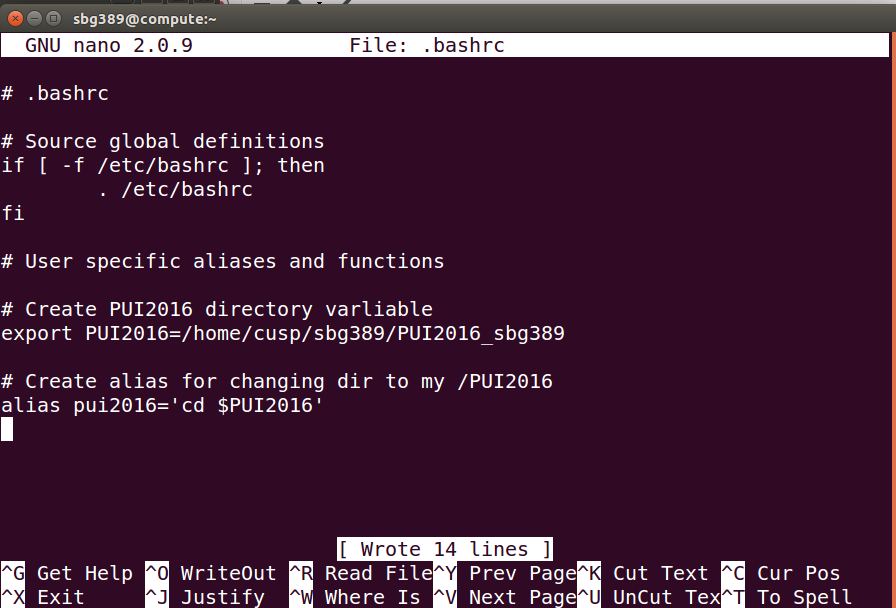 sbg389@compute:~
GNU nano 2.0.9 File: .bashrc
# .bashrc
# Source global definitions
if [ -f /etc/bashrc ]; then
. /etc/bashrc
fi
# User specific aliases and functions
# Create PUI2016 directory varliable
export PUI2016=/home/cusp/sbg389/PUI2016_sbg389
# Create alias for changing dir to my /PUI2016
alias pui2016='cd $PUI2016'
[ Wrote 14 lines ]
^G Get Help ^O WriteOut ^R Read File^Y Prev Page^K Cut Text ^C Cur Pos
^X Exit ^J Justify ^W Where Is ^V Next Page^U UnCut Tex^T To Spell